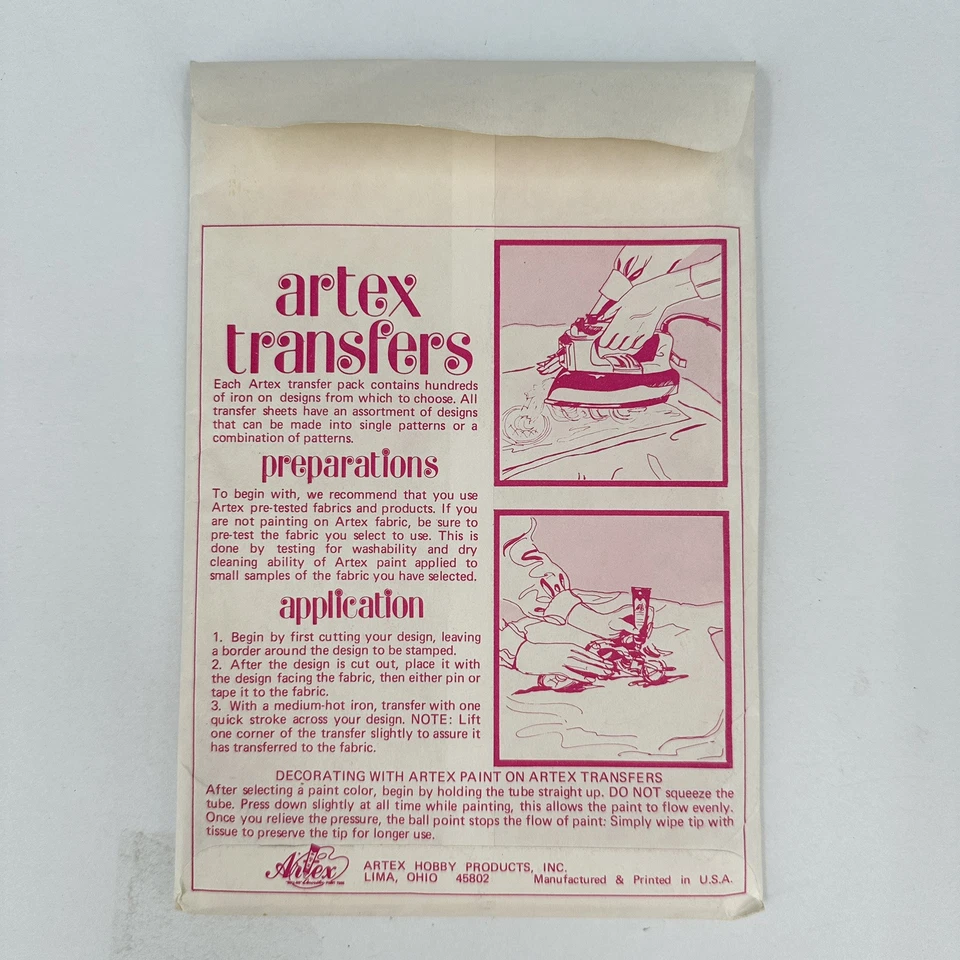 artex
transfers
Each Artex transfer pack contains hundreds
of iron on designs from which to choose. All
transfer sheets have an assortment of designs
that can be made into single patterns or a
combination of patterns.
preparations
To begin with, we recommend that you use
Artex pre-tested fabrics and products. If you
are not painting on Artex fabric, be sure to
pre-test the fabric you select to use. This is
done by testing for washability and dry
cleaning ability of Artex paint applied to
small samples of the fabric you have selected.
application
1. Begin by first cutting your design, leaving
a border around the design to be stamped.
2. After the design is cut out, place it with
the design facing the fabric, then either pin or
tape it to the fabric.
3. With a medium-hot iron, transfer with one
quick stroke across your design. NOTE: Lift
one corner of the transfer slightly to assure it
has transferred to the fabric.
DECORATING WITH ARTEX PAINT ON ARTEX TRANSFERS
After selecting a paint color, begin by holding the tube straight up. DO NOT squeeze the
tube. Press down slightly at all time while painting, this allows the paint to flow evenly.
Once you relieve the pressure, the ball point stops the flow of paint: Simply wipe tip with
tissue to preserve the tip for longer use.
Artex
ARTEX HOBBY PRODUCTS, INC.
LIMA, OHIO 45802 Manufactured & Printed in U.S.A.